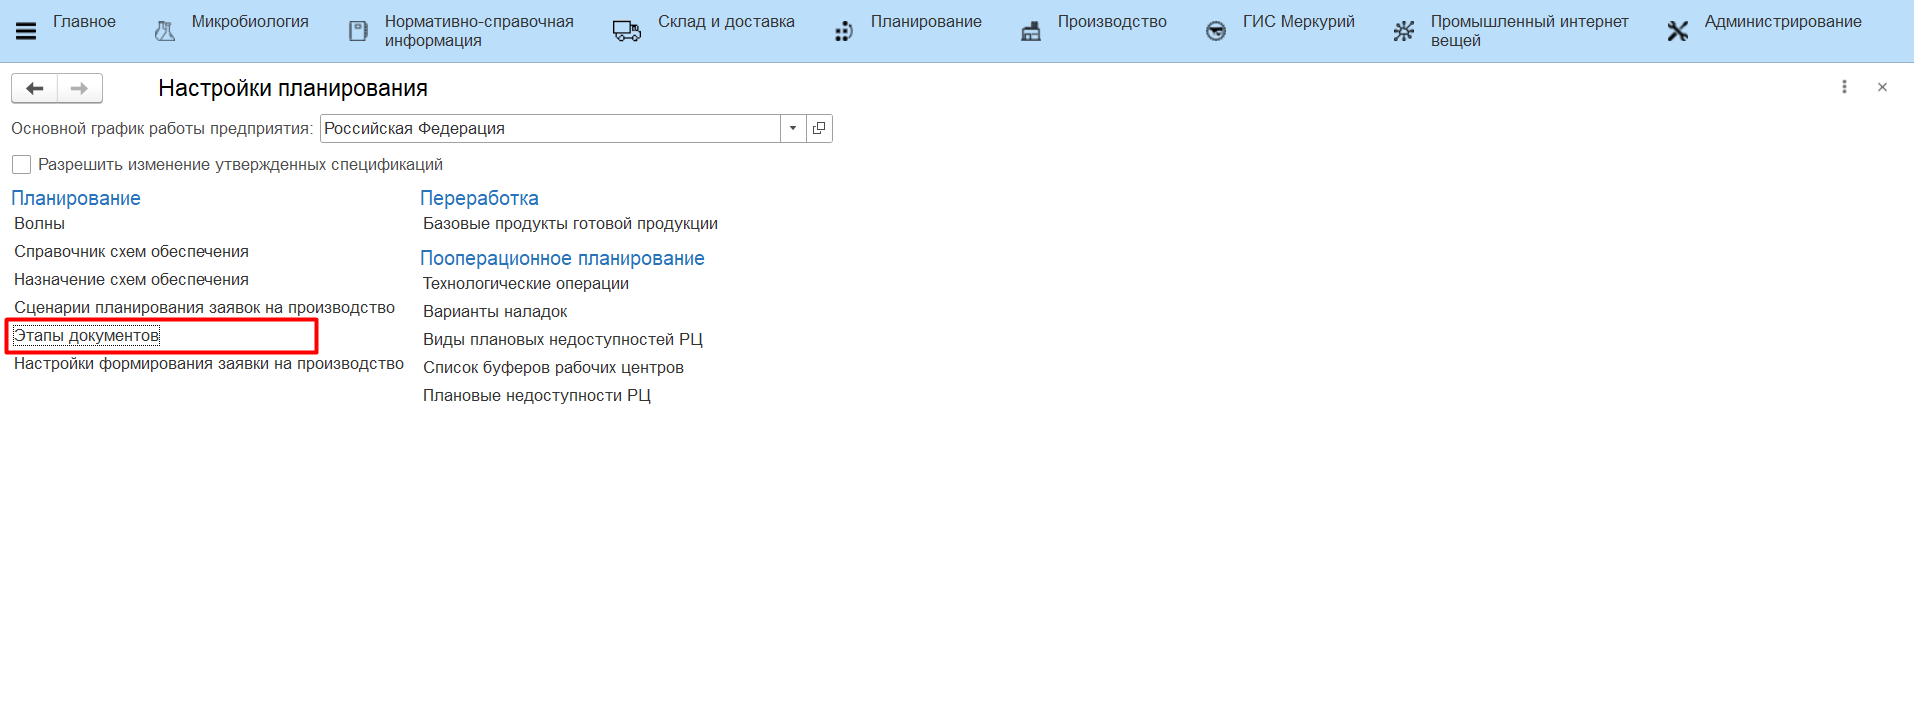 Главное
Микробиология
Нормативно-справочная
информация
Склад и доставка
Планирование
Производство
ГИС Меркурий
Промышленный интернет
вещей
Администрирование
Настройки планирования
Основной график работы предприятия: Российская Федерация
Разрешить изменение утвержденных спецификаций
Планирование
Волны
Справочник схем обеспечения
Назначение схем обеспечения
Сценарии планирования заявок на производство
Этапы документов
Настройки формирования заявки на производство
Переработка
Базовые продукты готовой продукции
Пооперационное планирование
Технологические операции
Варианты наладок
Виды плановых недоступностей РЦ
Список буферов рабочих центров
Плановые недоступности РЦ